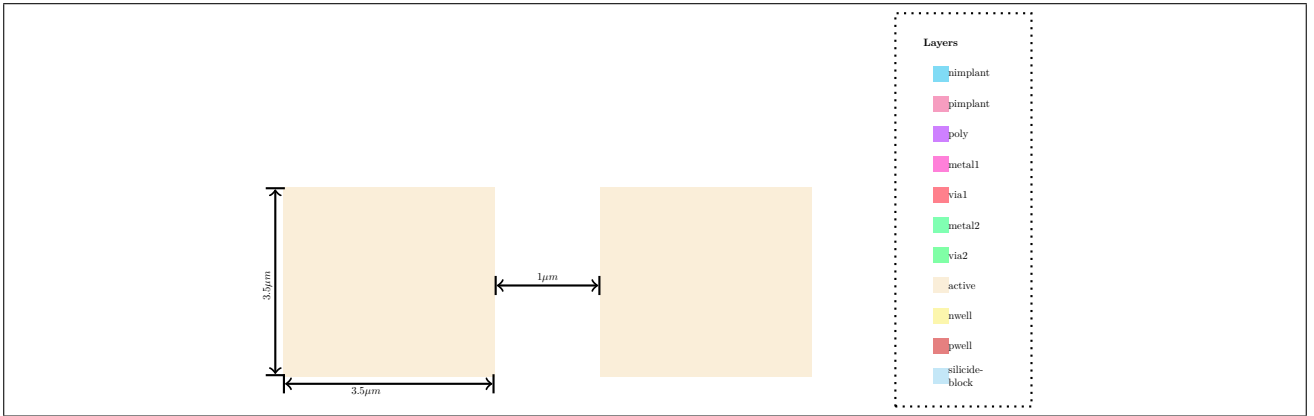 Layers
nimplant
pimplant
poly
metal1
via1
metal2
via2
active
nwell
pwell
silicide-
block
3.5μm
1μm
3.5μm